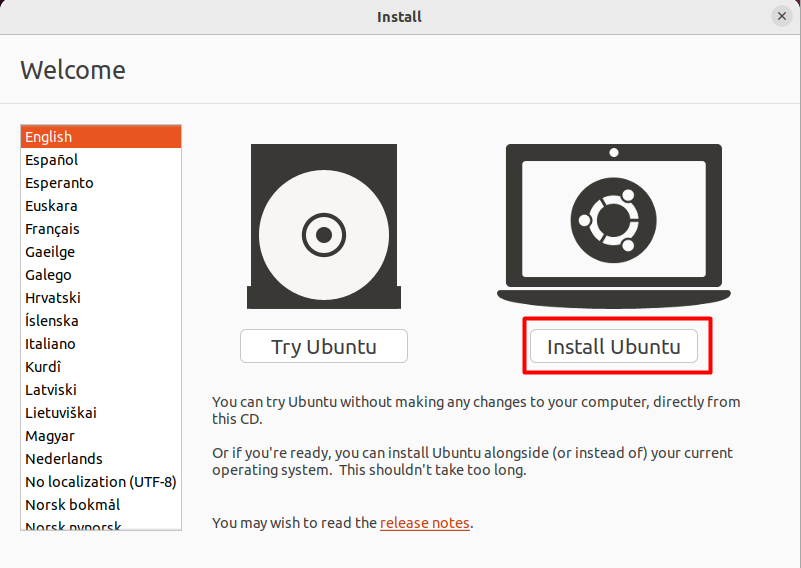 Install
Welcome
English
Español
Esperanto
Euskara
Français
Gaeilge
Galego
Hrvatski
Íslenska
Italiano
Kurdî
Latviski
Lietuviškai
Magyar
Nederlands
No localization (UTF-8)
Norsk bokmål
Norsk nynorsk
Try Ubuntu
Install Ubuntu
You can try Ubuntu without making any changes to your computer, directly from
this CD.
Or if you're ready, you can install Ubuntu alongside (or instead of) your current
operating system. This shouldn't take too long.
You may wish to read the release notes.